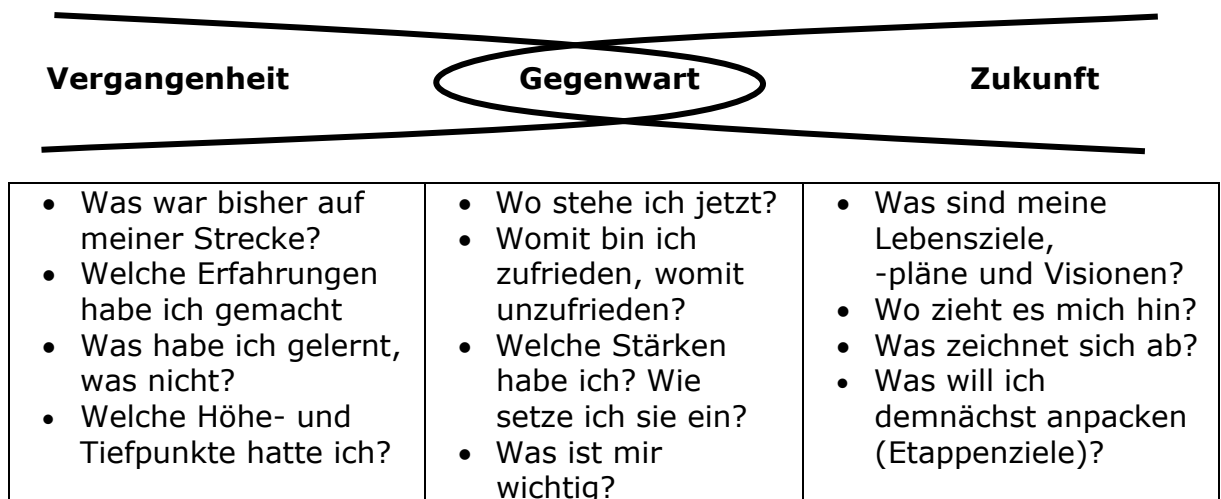 Vergangenheit
Gegenwart
Zukunft
• Was war bisher auf
meiner Strecke?
• Welche Erfahrungen
habe ich gemacht
• Was habe ich gelernt,
was nicht?
• Welche Höhe- und
Tiefpunkte hatte ich?
• Wo stehe ich jetzt?
• Womit bin ich
zufrieden, womit
unzufrieden?
• Welche Stärken
habe ich? Wie
setze ich sie ein?
• Was ist mir
wichtig?
• Was sind meine
Lebensziele,
-pläne und Visionen?
• Wo zieht es mich hin?
• Was zeichnet sich ab?
• Was will ich
demnächst anpacken
(Etappenziele)?